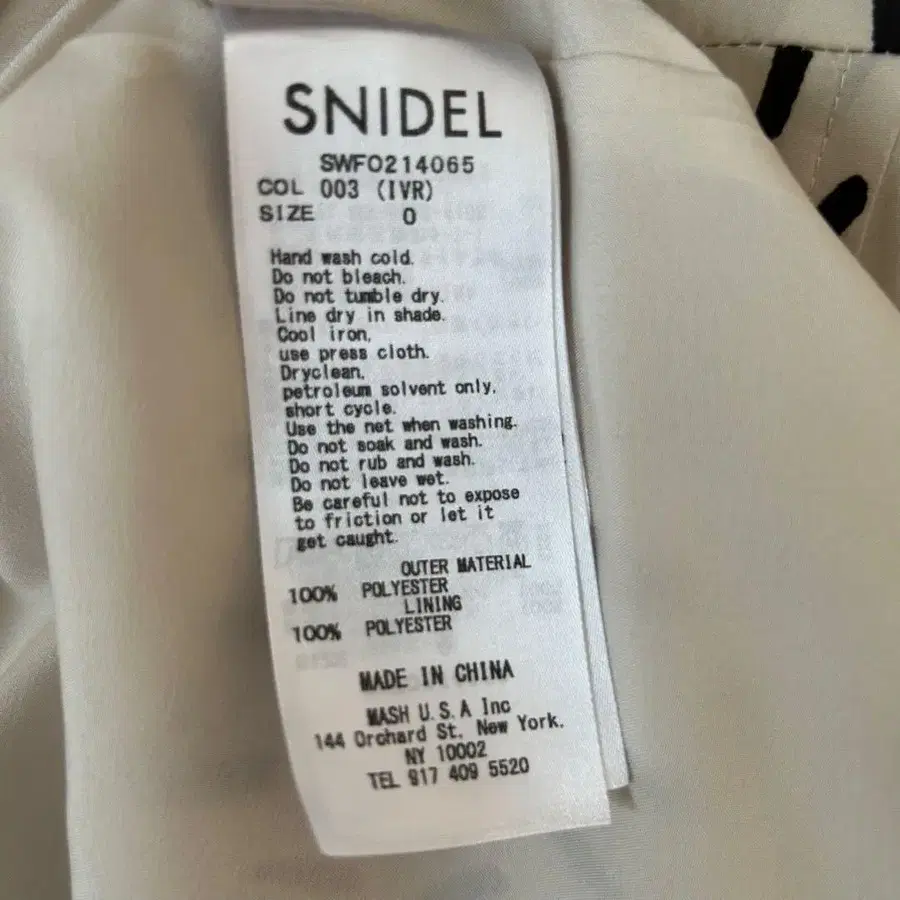 SNIDEL
SWFO214065
COL 003 (IVR)
SIZE 0
Hand wash cold.
Do not bleach.
Do not tumble dry.
Line dry in shade.
Cool iron,
use press cloth.
Dryclean,
petroleum solvent only,
short cycle.
Use the net when washing.
Do not soak and wash.
Do not rub and wash.
Do not leave wet.
Be careful not to expose
to friction or let it
get caught.
OUTER MATERIAL
100% POLYESTER
LINING
100% POLYESTER
MADE IN CHINA
MASH U.S.A Inc
144 Orchard St, New York.
NY 10002
TEL 917 409 5520